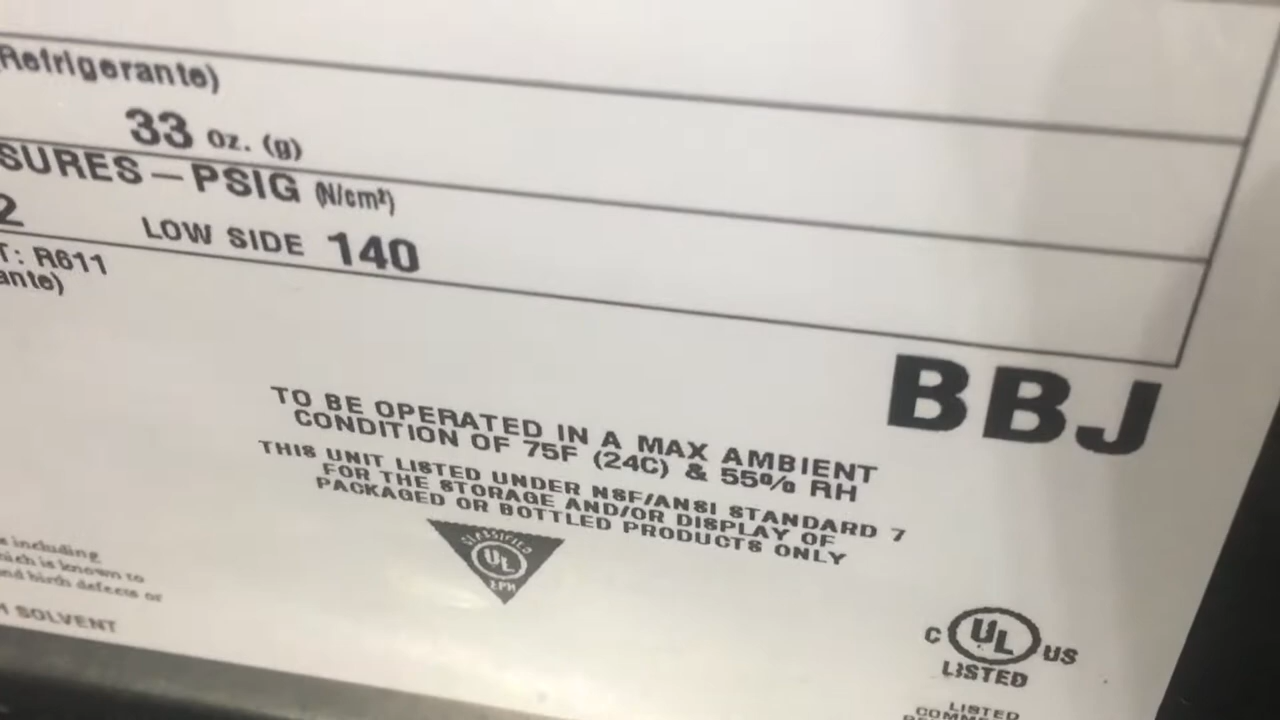 Refrigerante)
33 oz. (g)
SURES—PSIG (N/cm²)
2 LOW SIDE 140
T: R611
ante)
BBJ
TO BE OPERATED IN A MAX AMBIENT
CONDITION OF 75F (24C) & 55% RH
THIS UNIT LISTED UNDER NSF/ANSI STANDARD 7
FOR THE STORAGE AND/OR DISPLAY OF
PACKAGED OR BOTTLED PRODUCTS ONLY
CLASSIFIED
UL
EPH
s including
hich is known to
nd birth defects or
SOLVENT
C UL US
LISTED
LISTED